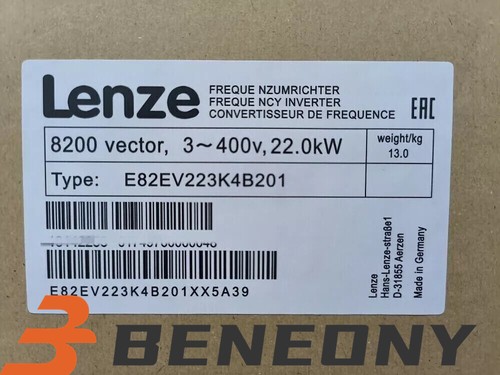 Lenze
FREQUE NZUMRICHTER
FREQUE NCY INVERTER
CONVERTISSEUR DE FREQUENCE
EAC
8200 vector, 3~400v, 22.0kW
weight/kg
13.0
Type: E82EV223K4B201
E82EV223K4B201XX5A39
Lenze
Hans-Lenze-straße1
D-31855 Aerzen
Made in Germany
BENEONY